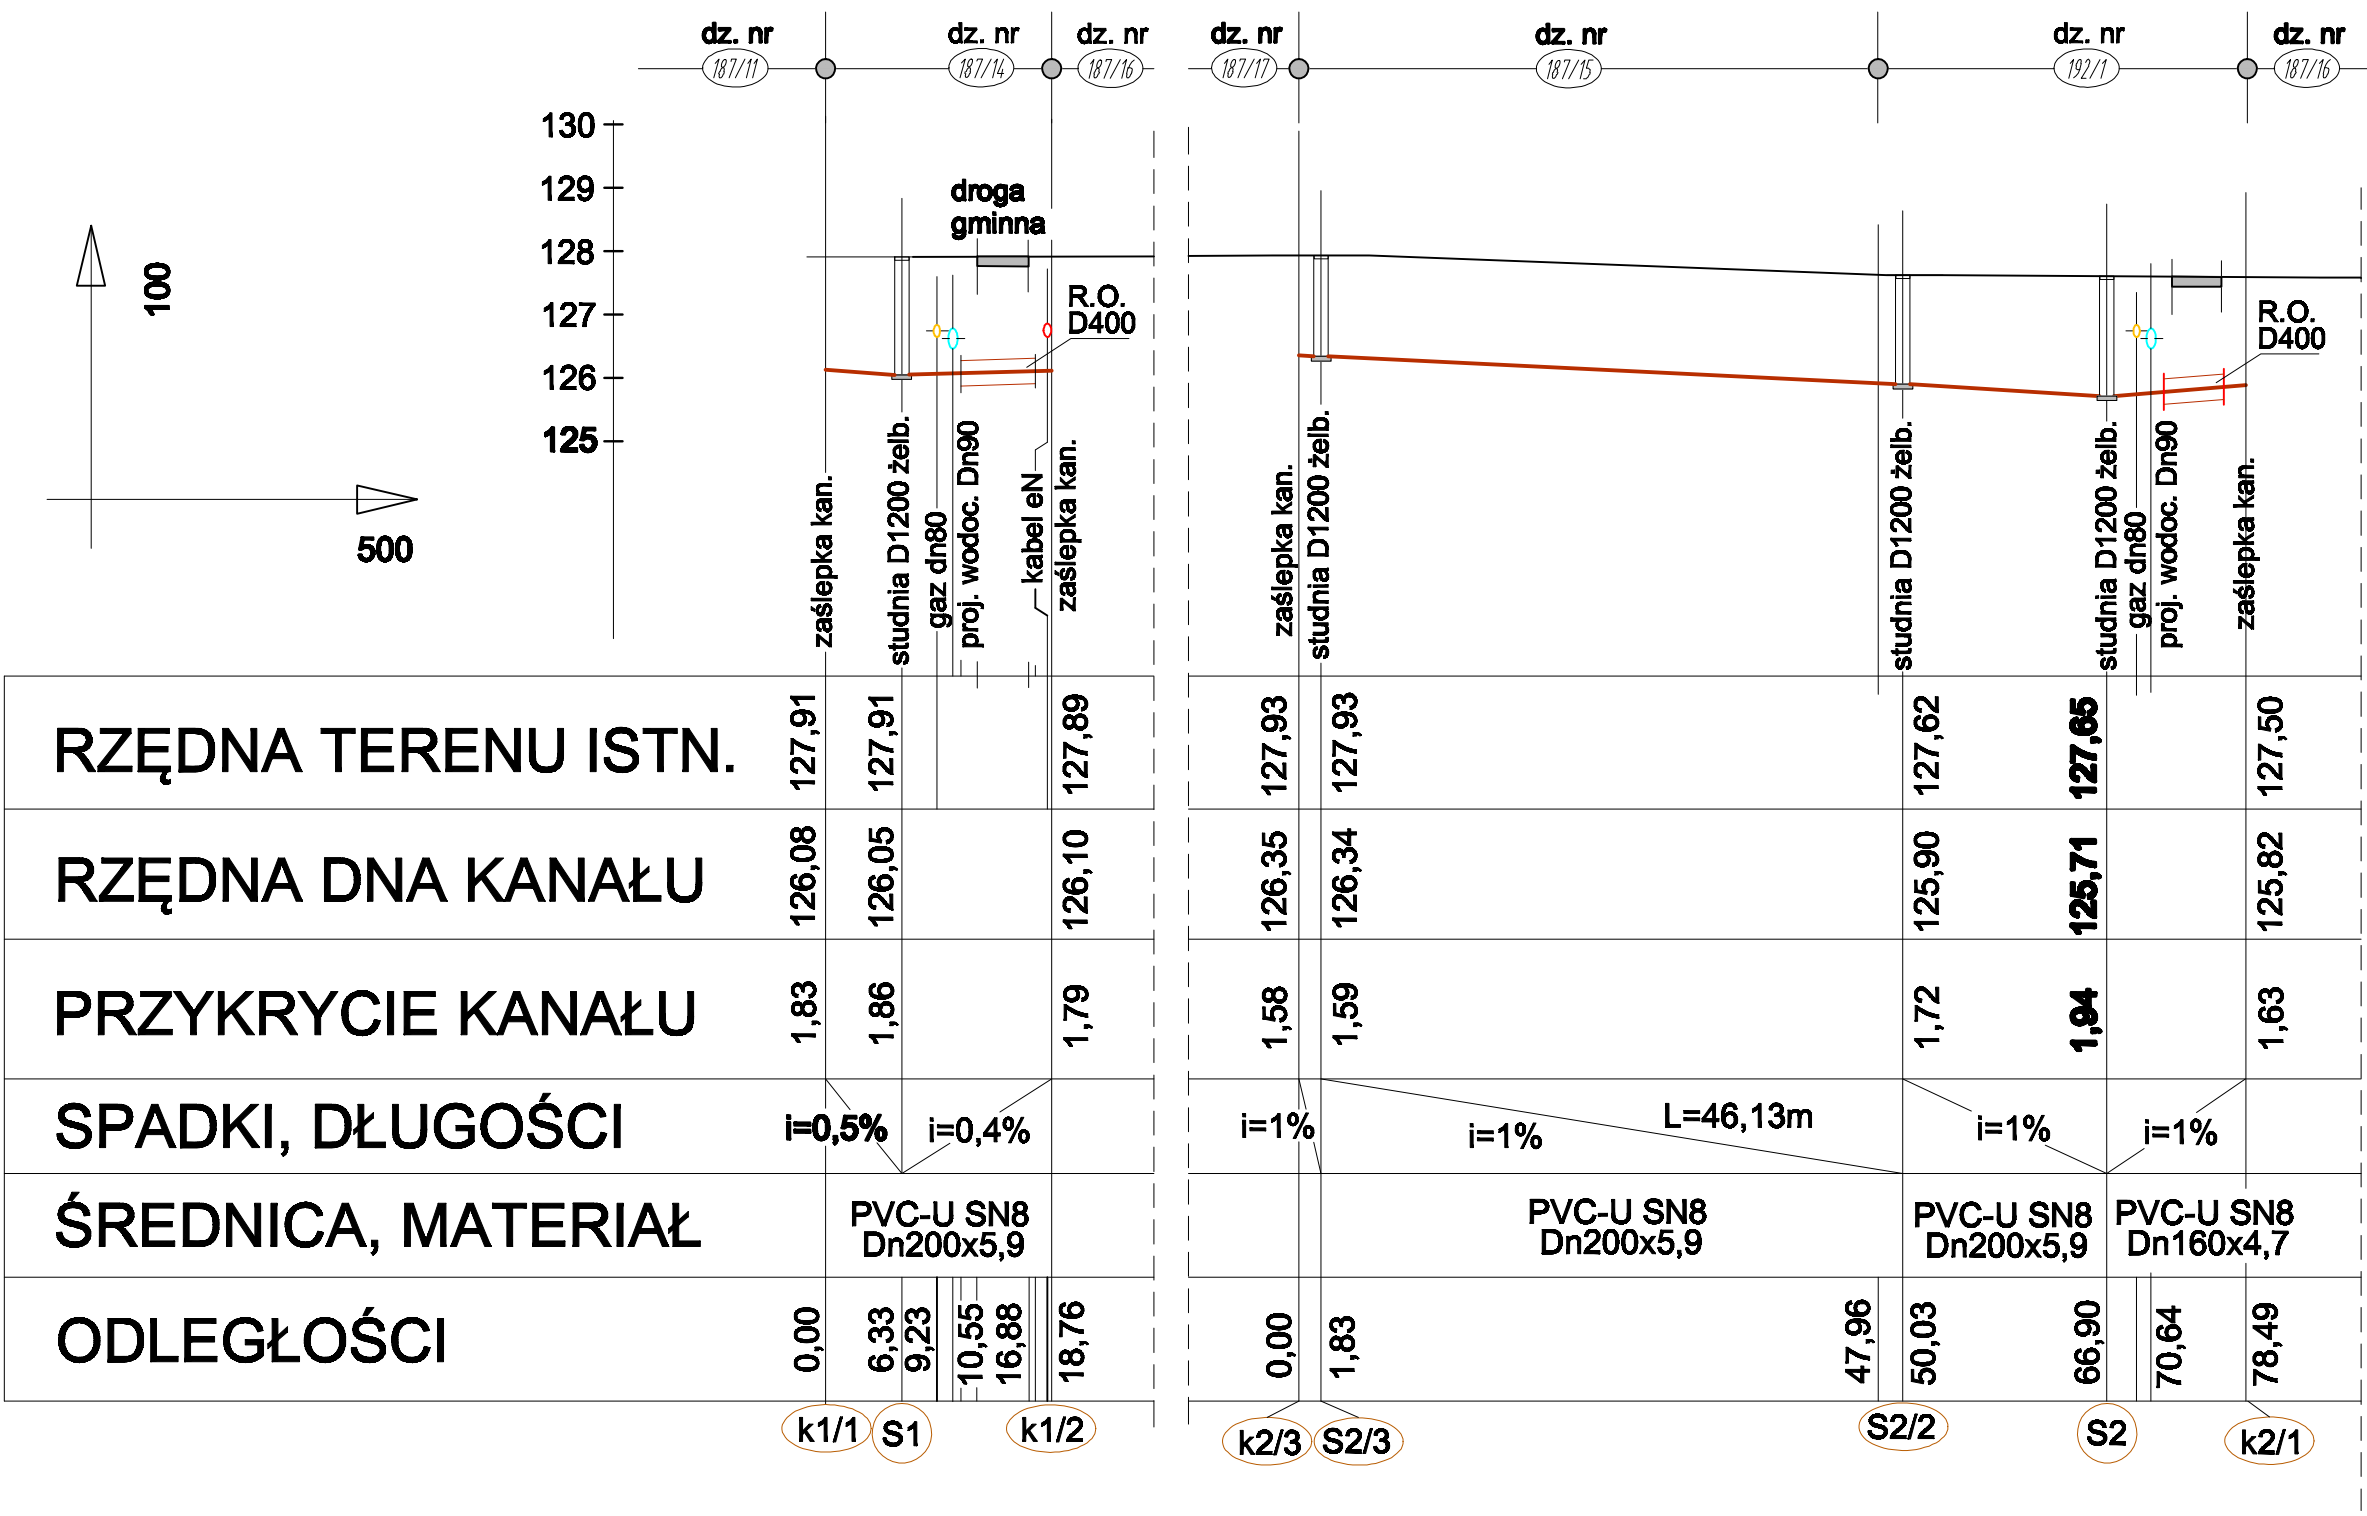 dz. nr dz. nr dz. nr dz. nr dz. nr dz. nr dz. nr
187/11 187/14 187/16 187/17 187/15 192/1 187/16
130
129
128
127
126
125
100
500
droga
gminna
R.O.
D400
R.O.
D400
zaślepka kan.
studnia D1200 żelb.
gaz dn80
proj. wodoc. Dn90
kabel eN
zaślepka kan.
zaślepka kan.
studnia D1200 żelb.
studnia D1200 żelb.
studnia D1200 żelb.
gaz dn80
proj. wodoc. Dn90
zaślepka kan.
RZĘDNA TERENU ISTN. 127,91 127,91 127,89 127,93 127,93 127,62 127,65 127,50
RZĘDNA DNA KANAŁU 126,08 126,05 126,10 126,35 126,34 125,90 125,71 125,82
PRZYKRYCIE KANAŁU 1,83 1,86 1,79 1,58 1,59 1,72 1,94 1,63
SPADKI, DŁUGOŚCI i=0,5% i=0,4% i=1% i=1% L=46,13m i=1% i=1%
ŚREDNICA, MATERIAŁ
PVC-U SN8
Dn200x5,9
PVC-U SN8
Dn200x5,9
PVC-U SN8
Dn200x5,9
PVC-U SN8
Dn160x4,7
ODLEGŁOŚCI 0,00 6,33 9,23 10,55 16,88 18,76 0,00 1,83 47,96 50,03 66,90 70,64 78,49
k1/1 S1 k1/2 k2/3 S2/3 S2/2 S2 k2/1